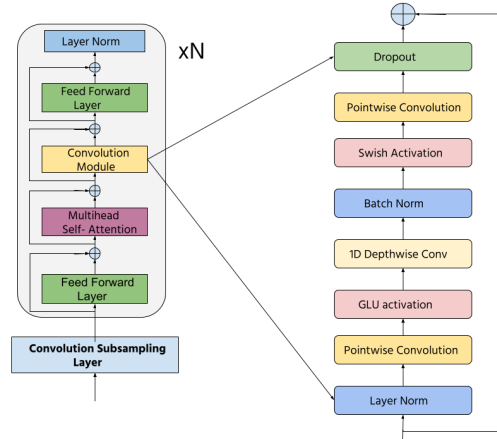 Layer Norm
xN
Feed Forward
Layer
Convolution
Module
Multihead
Self- Attention
Feed Forward
Layer
Convolution Subsampling
Layer
Dropout
Pointwise Convolution
Swish Activation
Batch Norm
1D Depthwise Conv
GLU activation
Pointwise Convolution
Layer Norm